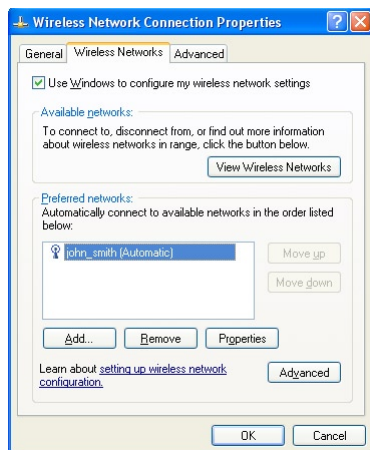 Wireless Network Connection Properties
General Wireless Networks Advanced
Use Windows to configure my wireless network settings
Available networks:
To connect to, disconnect from, or find out more information
about wireless networks in range, click the button below.
View Wireless Networks
Preferred networks:
Automatically connect to available networks in the order listed
below:
john_smith (Automatic)
Move up
Move down
Add... Remove Properties
Learn about setting up wireless network
configuration.
Advanced
OK Cancel